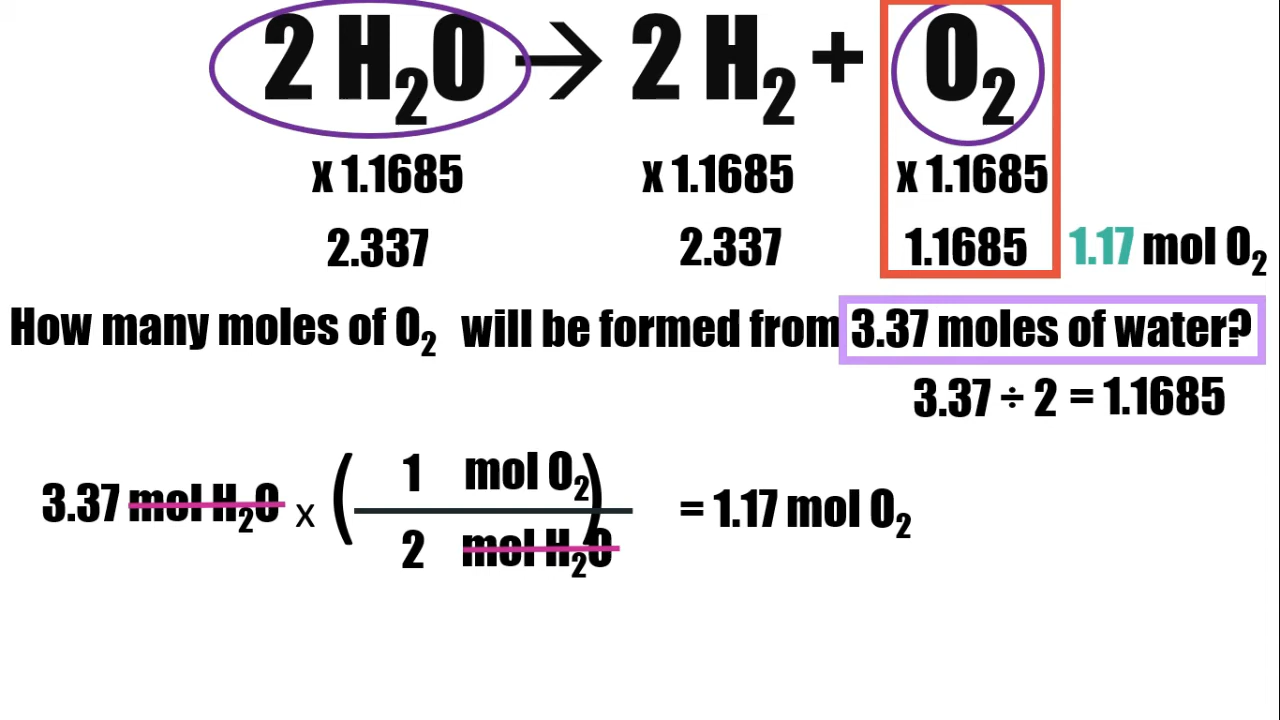 2 H₂O → 2 H₂ + O₂
x 1.1685 x 1.1685 x 1.1685
2.337 2.337 1.1685 1.17 mol O₂
How many moles of O₂ will be formed from 3.37 moles of water?
3.37 ÷ 2 = 1.1685
1 mol O₂
3.37 mol H₂O x ( ) = 1.17 mol O₂
2 mol H₂O